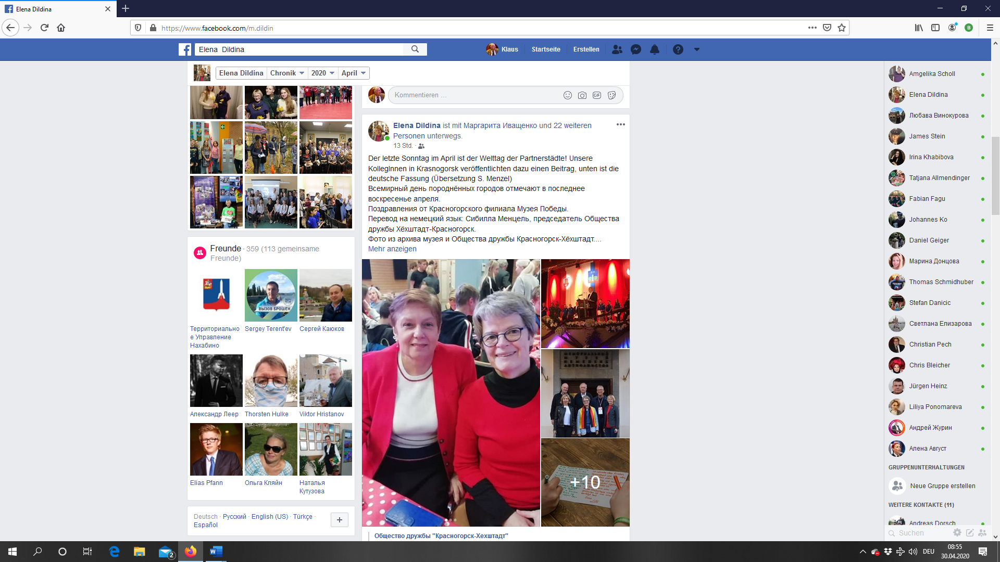 Elena Dildina
https://www.facebook.com/m.dildin
Elena Dildina
Klaus
Startseite
Erstellen
Elena Dildina
Chronik
2020
April
Freunde · 359 (113 gemeinsame
Freunde)
ВЫЗОВ БРОШЕН
Территориально
е Управление
Нахабино
Sergey Terent'ev
Сергей Каюков
Александр Леер
Thorsten Hulke
Viktor Hristanov
Elias Pfann
Ольга Кляйн
Наталья
Кутузова
Deutsch · Русский · English (US) · Türkçe ·
Español
Kommentieren ...
GIF
Elena Dildina ist mit Маргарита Иващенко und 22 weiteren
Personen unterwegs.
13 Std. ·
Der letzte Sonntag im April ist der Welttag der Partnerstädte! Unsere
KollegInnen in Krasnogorsk veröffentlichten dazu einen Beitrag, unten ist die
deutsche Fassung (Übersetzung S. Menzel)
Всемирный день породнённых городов отмечают в последнее
воскресенье апреля.
Поздравления от Красногорского филиала Музея Победы.
Перевод на немецкий язык: Сибилла Менцель, председатель Общества
дружбы Хёхштадт-Красногорск.
Фото из архива музея и Общества дружбы Красногорск-Хёхштадт....
Mehr anzeigen
МЕМОРИАЛЬНЫЙ
МУЗЕЙ
НЕМЕЦКИХ
АНТИФАШИСТОВ
+10
Общество дружбы "Красногорск-Хехштадт"
Amgelika Scholl
Elena Dildina
Любава Винокурова
James Stein
Irina Khabibova
Tatjana Allmendinger
Fabian Fagu
Johannes Ko
Daniel Geiger
Марина Донцова
Thomas Schmidhuber
Stefan Danicic
Светлана Елизарова
Christian Pech
Chris Bleicher
Jürgen Heinz
Liliya Ponomareva
Андрей Журин
Алена Август
GRUPPENUNTERHALTUNGEN
Neue Gruppe erstellen
WEITERE KONTAKTE (11)
Andreas Dorsch
Suchen
2
DEU
08:55
30.04.2020